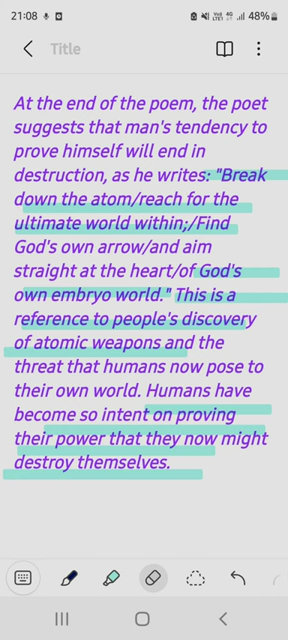 21:08
48%
Title
At the end of the poem, the poet
suggests that man's tendency to
prove himself will end in
destruction, as he writes: "Break
down the atom/reach for the
ultimate world within;/Find
God's own arrow/and aim
straight at the heart/of God's
own embryo world." This is a
reference to people's discovery
of atomic weapons and the
threat that humans now pose to
their own world. Humans have
become so intent on proving
their power that they now might
destroy themselves.